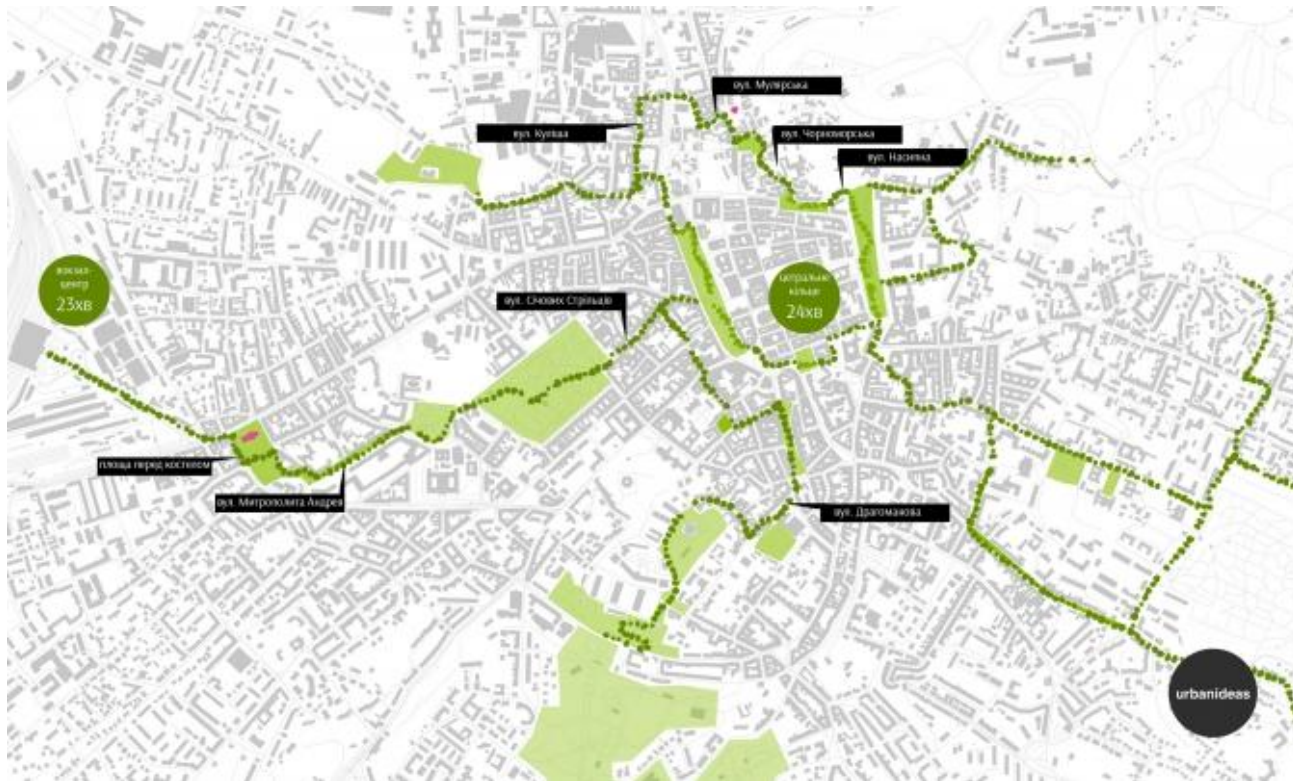 вул. Мулярська
вул. Куліша
вул. Чорноморська
вул. Насипна
вокзал-
центр
23хв
центральне
кільце
24хв
вул. Січових Стрільців
площа перед костелом
вул. Митрополита Андрея
вул. Драгоманова
urbanideas